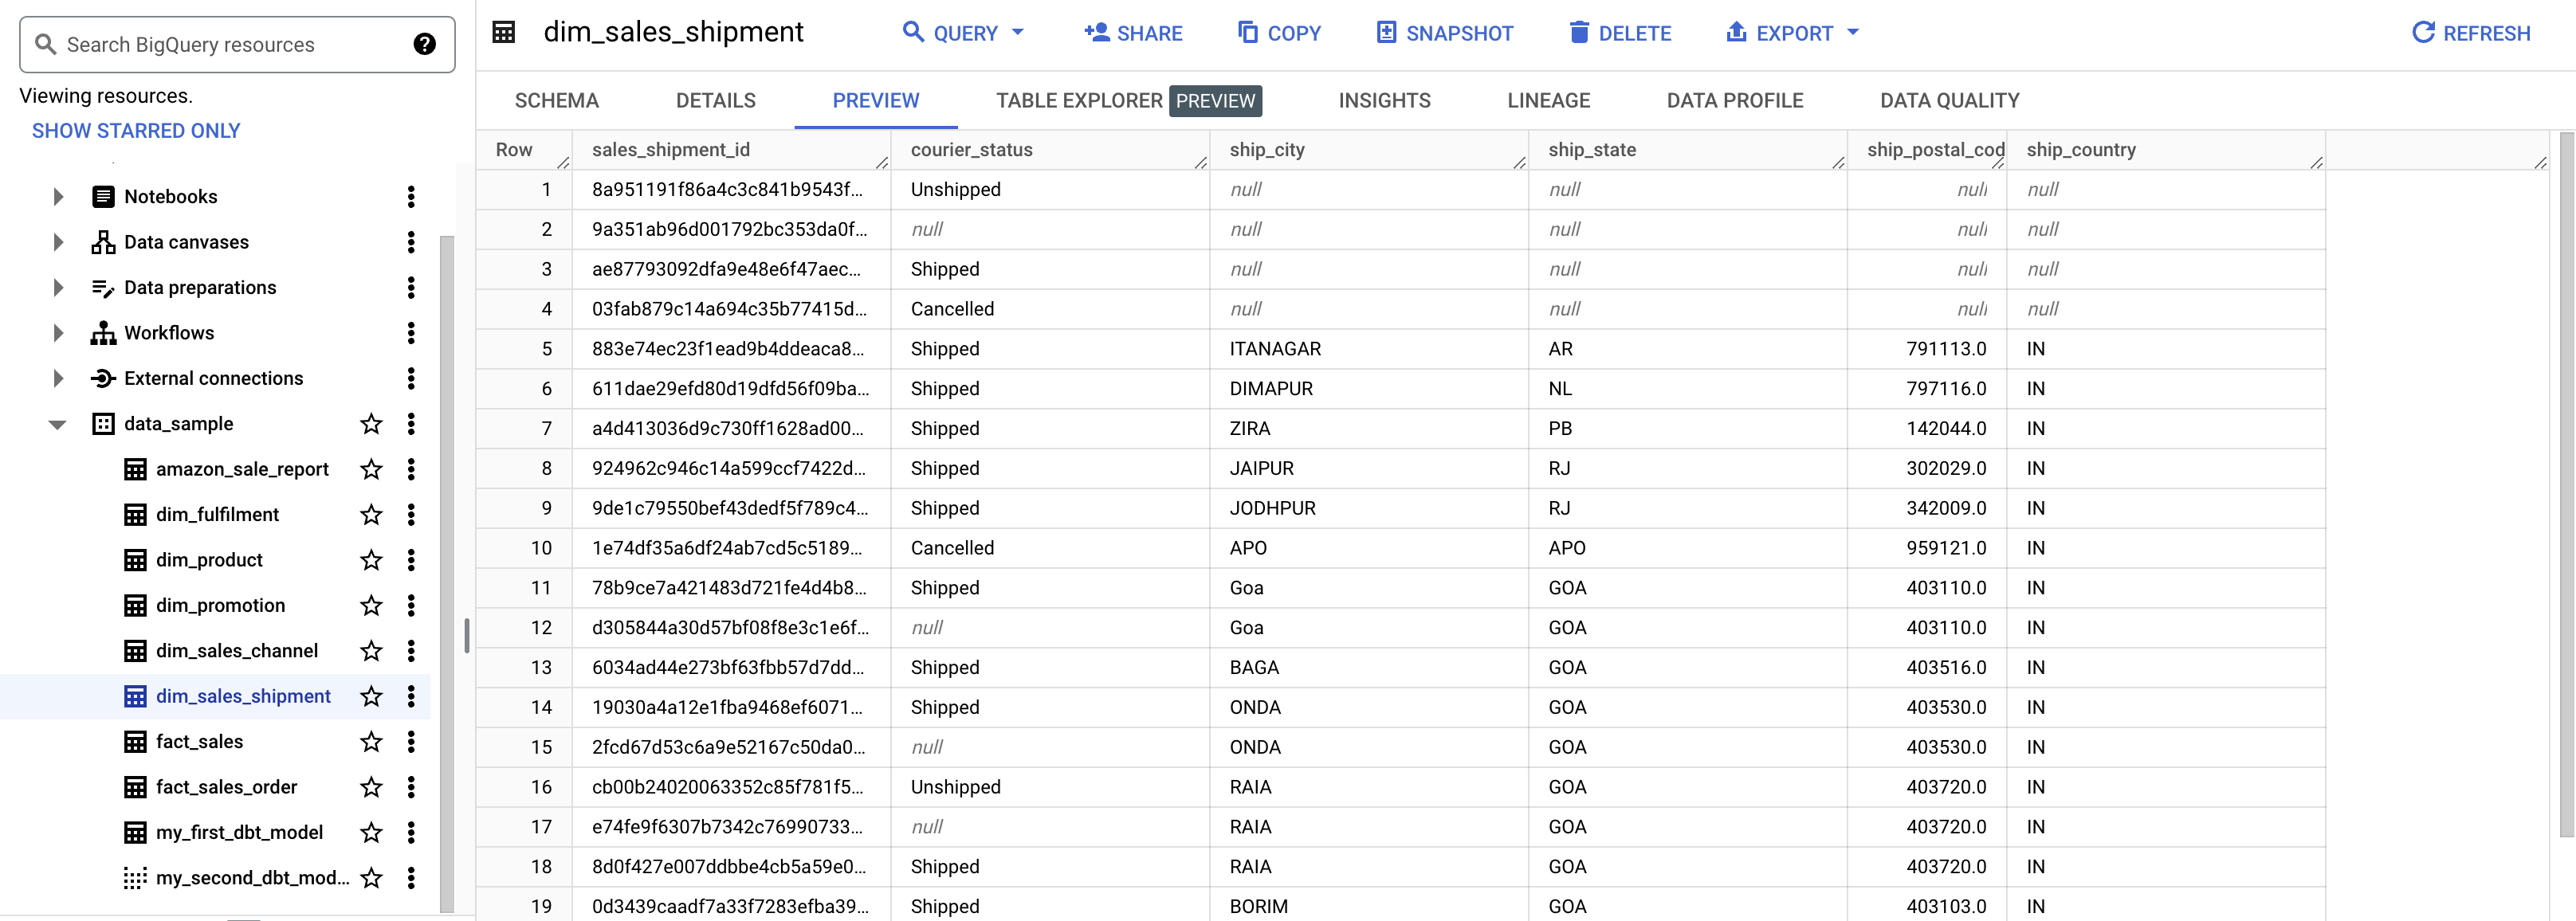 Search BigQuery resources
Viewing resources.
SHOW STARRED ONLY
Notebooks
Data canvases
Data preparations
Workflows
External connections
data_sample
amazon_sale_report
dim_fulfilment
dim_product
dim_promotion
dim_sales_channel
dim_sales_shipment
fact_sales
fact_sales_order
my_first_dbt_model
my_second_dbt_mod...
dim_sales_shipment QUERY SHARE COPY SNAPSHOT DELETE EXPORT REFRESH
SCHEMA DETAILS PREVIEW TABLE EXPLORER PREVIEW INSIGHTS LINEAGE DATA PROFILE DATA QUALITY
Row sales_shipment_id courier_status ship_city ship_state ship_postal_cod ship_country
1 8a951191f86a4c3c841b9543f... Unshipped null null null null
2 9a351ab96d001792bc353da0f... null null null null null
3 ae87793092dfa9e48e6f47aec... Shipped null null null null
4 03fab879c14a694c35b77415d... Cancelled null null null null
5 883e74ec23f1ead9b4ddeaca8... Shipped ITANAGAR AR 791113.0 IN
6 611dae29efd80d19dfd56f09ba... Shipped DIMAPUR NL 797116.0 IN
7 a4d413036d9c730ff1628ad00... Shipped ZIRA PB 142044.0 IN
8 924962c946c14a599ccf7422d... Shipped JAIPUR RJ 302029.0 IN
9 9de1c79550bef43dedf5f789c4... Shipped JODHPUR RJ 342009.0 IN
10 1e74df35a6df24ab7cd5c5189... Cancelled APO APO 959121.0 IN
11 78b9ce7a421483d721fe4d4b8... Shipped Goa GOA 403110.0 IN
12 d305844a30d57bf08f8e3c1e6f... null Goa GOA 403110.0 IN
13 6034ad44e273bf63fbb57d7dd... Shipped BAGA GOA 403516.0 IN
14 19030a4a12e1fba9468ef6071... Shipped ONDA GOA 403530.0 IN
15 2fcd67d53c6a9e52167c50da0... null ONDA GOA 403530.0 IN
16 cb00b24020063352c85f781f5... Unshipped RAIA GOA 403720.0 IN
17 e74fe9f6307b7342c76990733... null RAIA GOA 403720.0 IN
18 8d0f427e007ddbbe4cb5a59e0... Shipped RAIA GOA 403720.0 IN
19 0d3439caadf7a33f7283efba39... Shipped BORIM GOA 403103.0 IN